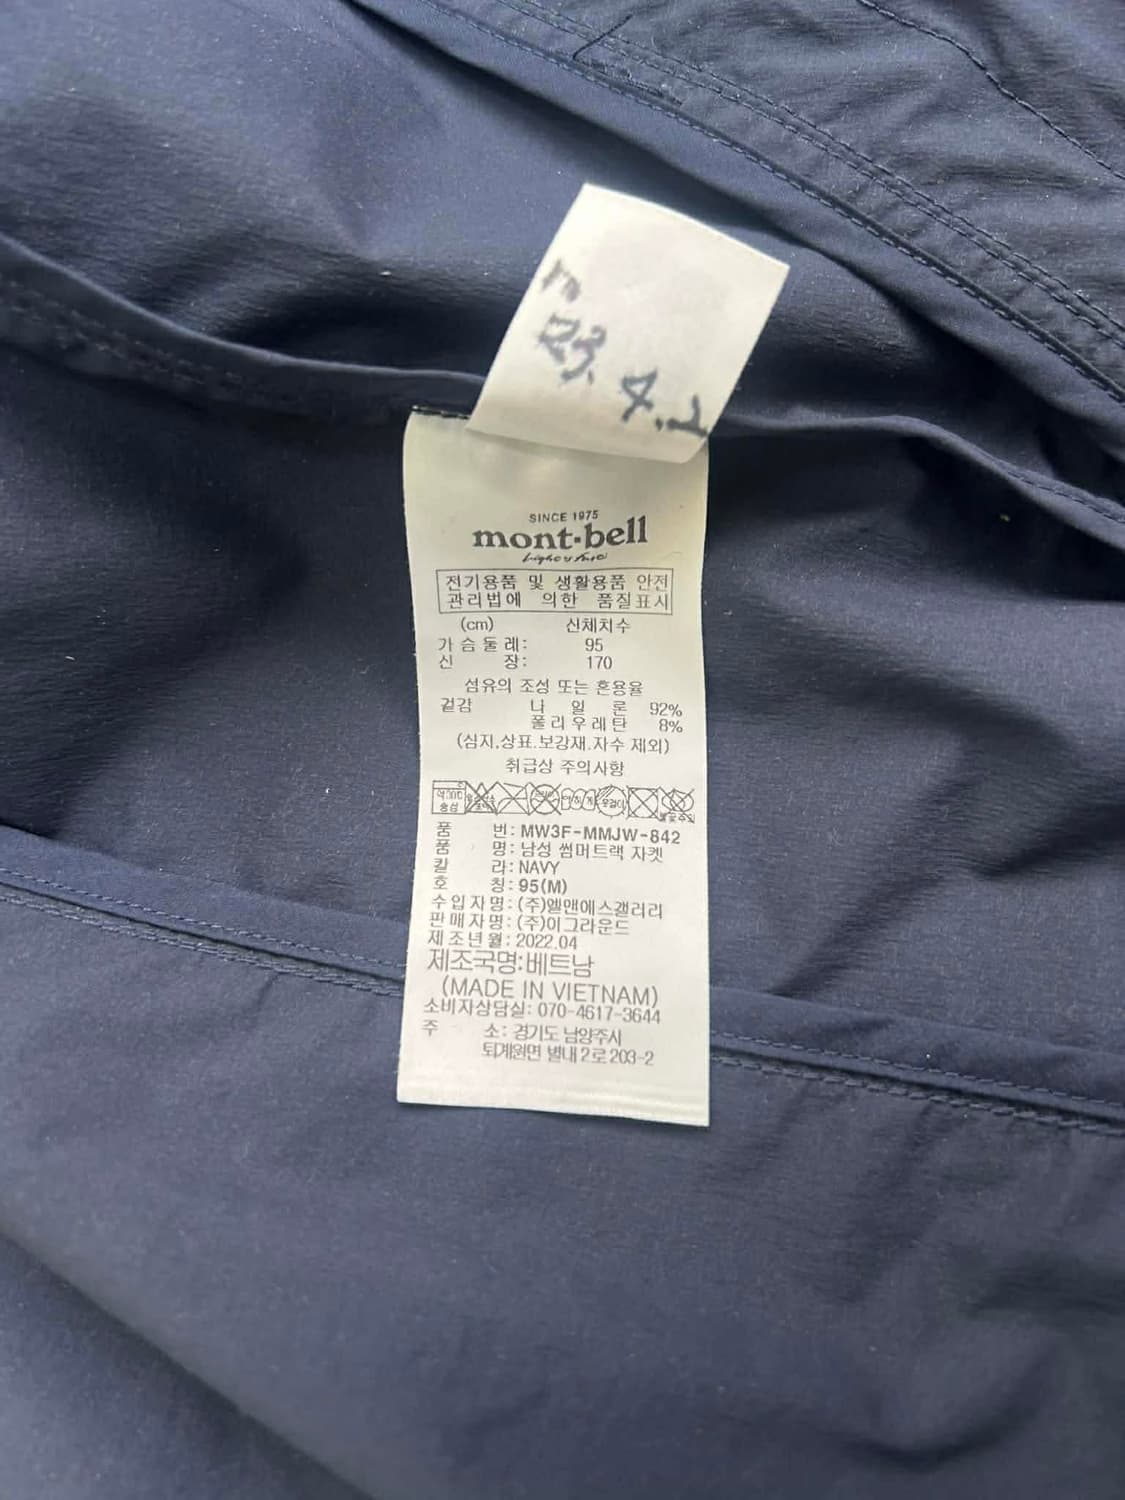 23. 4.2
SINCE 1975
mont·bell
Light & Fast
전기용품 및 생활용품 안전
관리법에 의한 품질표시
(cm) 신체치수
가슴둘레: 95
신 장: 170
섬유의 조성 또는 혼용율
겉감 나 일 론 92%
폴리우레탄 8%
(심지,상표.보강재.자수 제외)
취급상 주의사항
품 번: MW3F-MMJW-842
품 명: 남성 썸머트랙 자켓
칼 라: NAVY
호 칭: 95(M)
수입자명: (주)엘앤에스갤러리
판매자명: (주)이그라운드
제조년월: 2022.04
제조국명:베트남
(MADE IN VIETNAM)
소비자상담실: 070-4617-3644
주 소: 경기도 남양주시
퇴계원면 별내2로 203-2